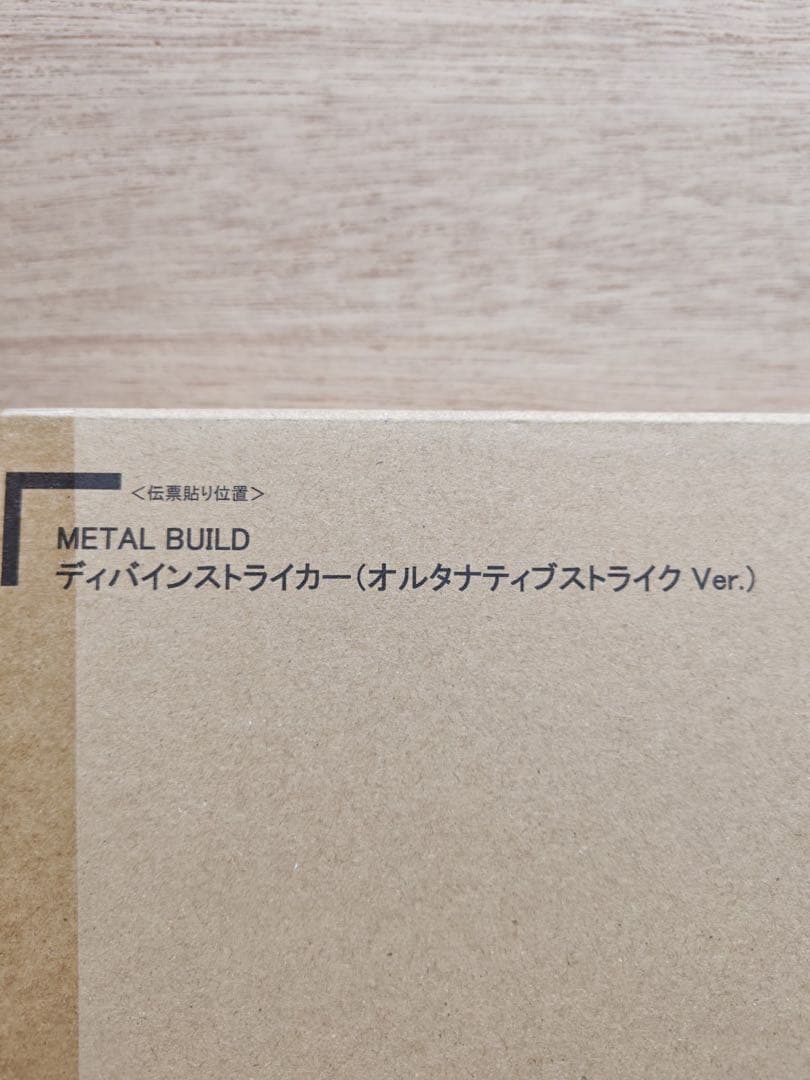 ＜伝票貼り位置＞
METAL BUILD
ディバインストライカー（オルタナティブストライク Ver.）